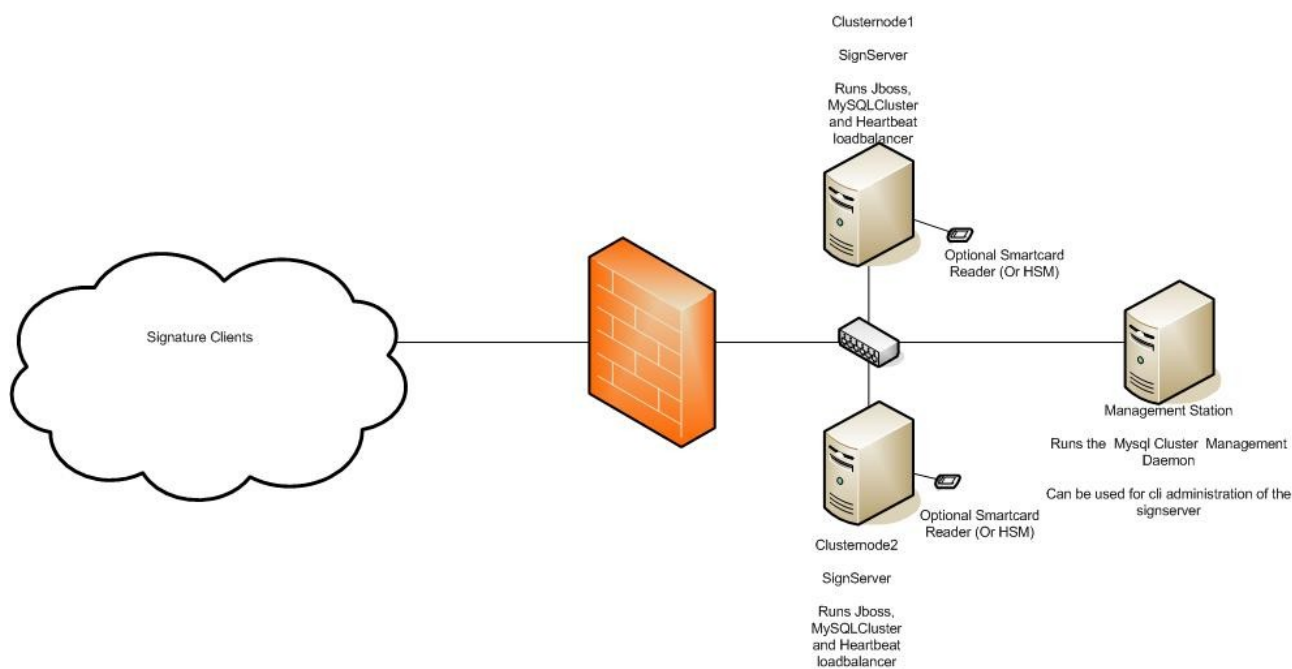 Clusternode1
SignServer
Runs Jboss,
MySQLCluster
and Heartbeat
loadbalancer
Optional Smartcard
Reader (Or HSM)
Signature Clients
Management Station
Runs the Mysql Cluster Management
Daemon
Can be used for cli administration of the
signserver
Optional Smartcard
Reader (Or HSM)
Clusternode2
SignServer
Runs Jboss,
MySQLCluster
and Heartbeat
loadbalancer